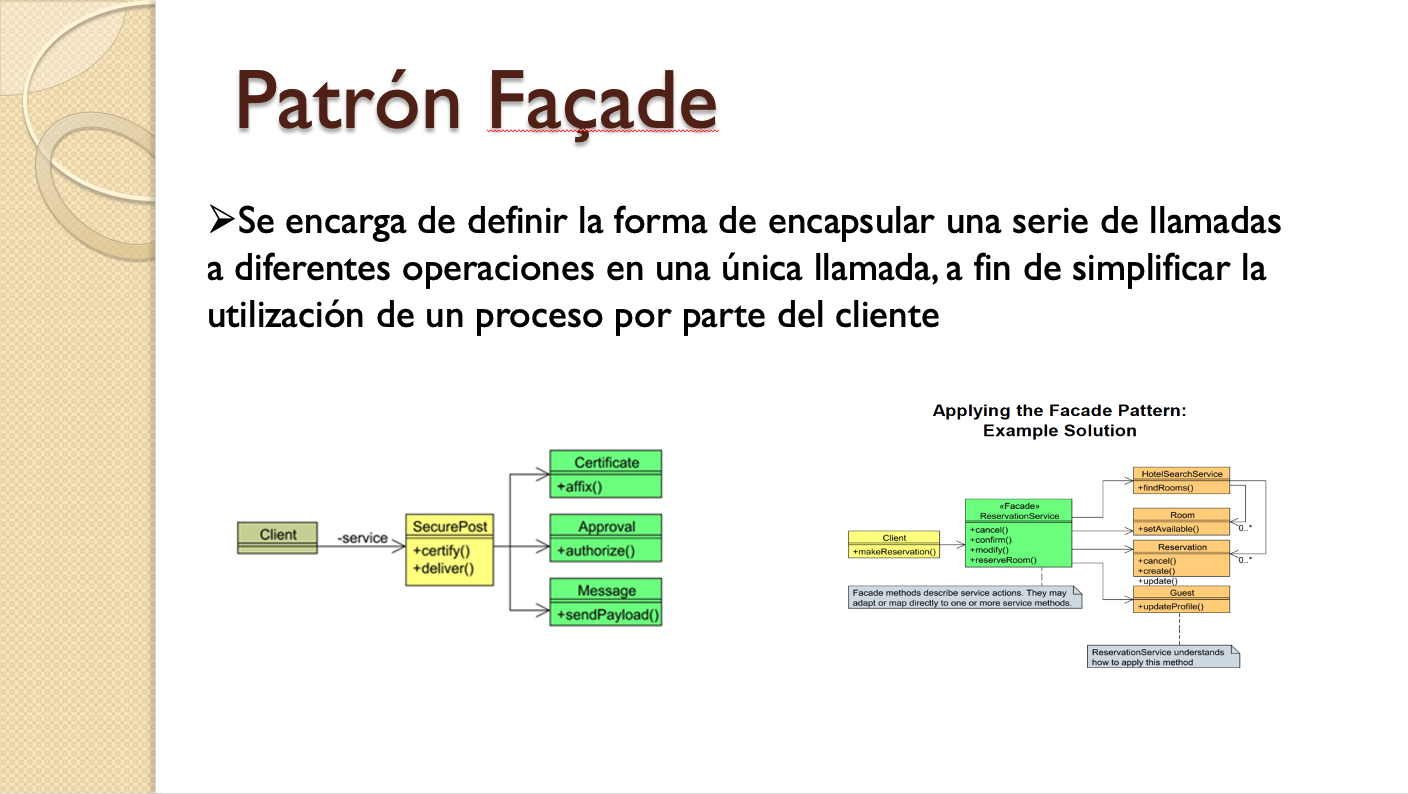 Patrón Façade
➢Se encarga de definir la forma de encapsular una serie de llamadas
a diferentes operaciones en una única llamada, a fin de simplificar la
utilización de un proceso por parte del cliente
Client
-service
SecurePost
+certify()
+deliver()
Certificate
+affix()
Approval
+authorize()
Message
+sendPayload()
Applying the Facade Pattern:
Example Solution
Client
+makeReservation()
«Facade»
ReservationService
+cancel()
+confirm()
+modify()
+reserveRoom()
HotelSearchService
+findRooms()
Room
+setAvailable()
0..*
Reservation
+cancel()
+create()
+update()
0..*
Guest
+updateProfile()
Facade methods describe service actions. They may
adapt or map directly to one or more service methods.
ReservationService understands
how to apply this method